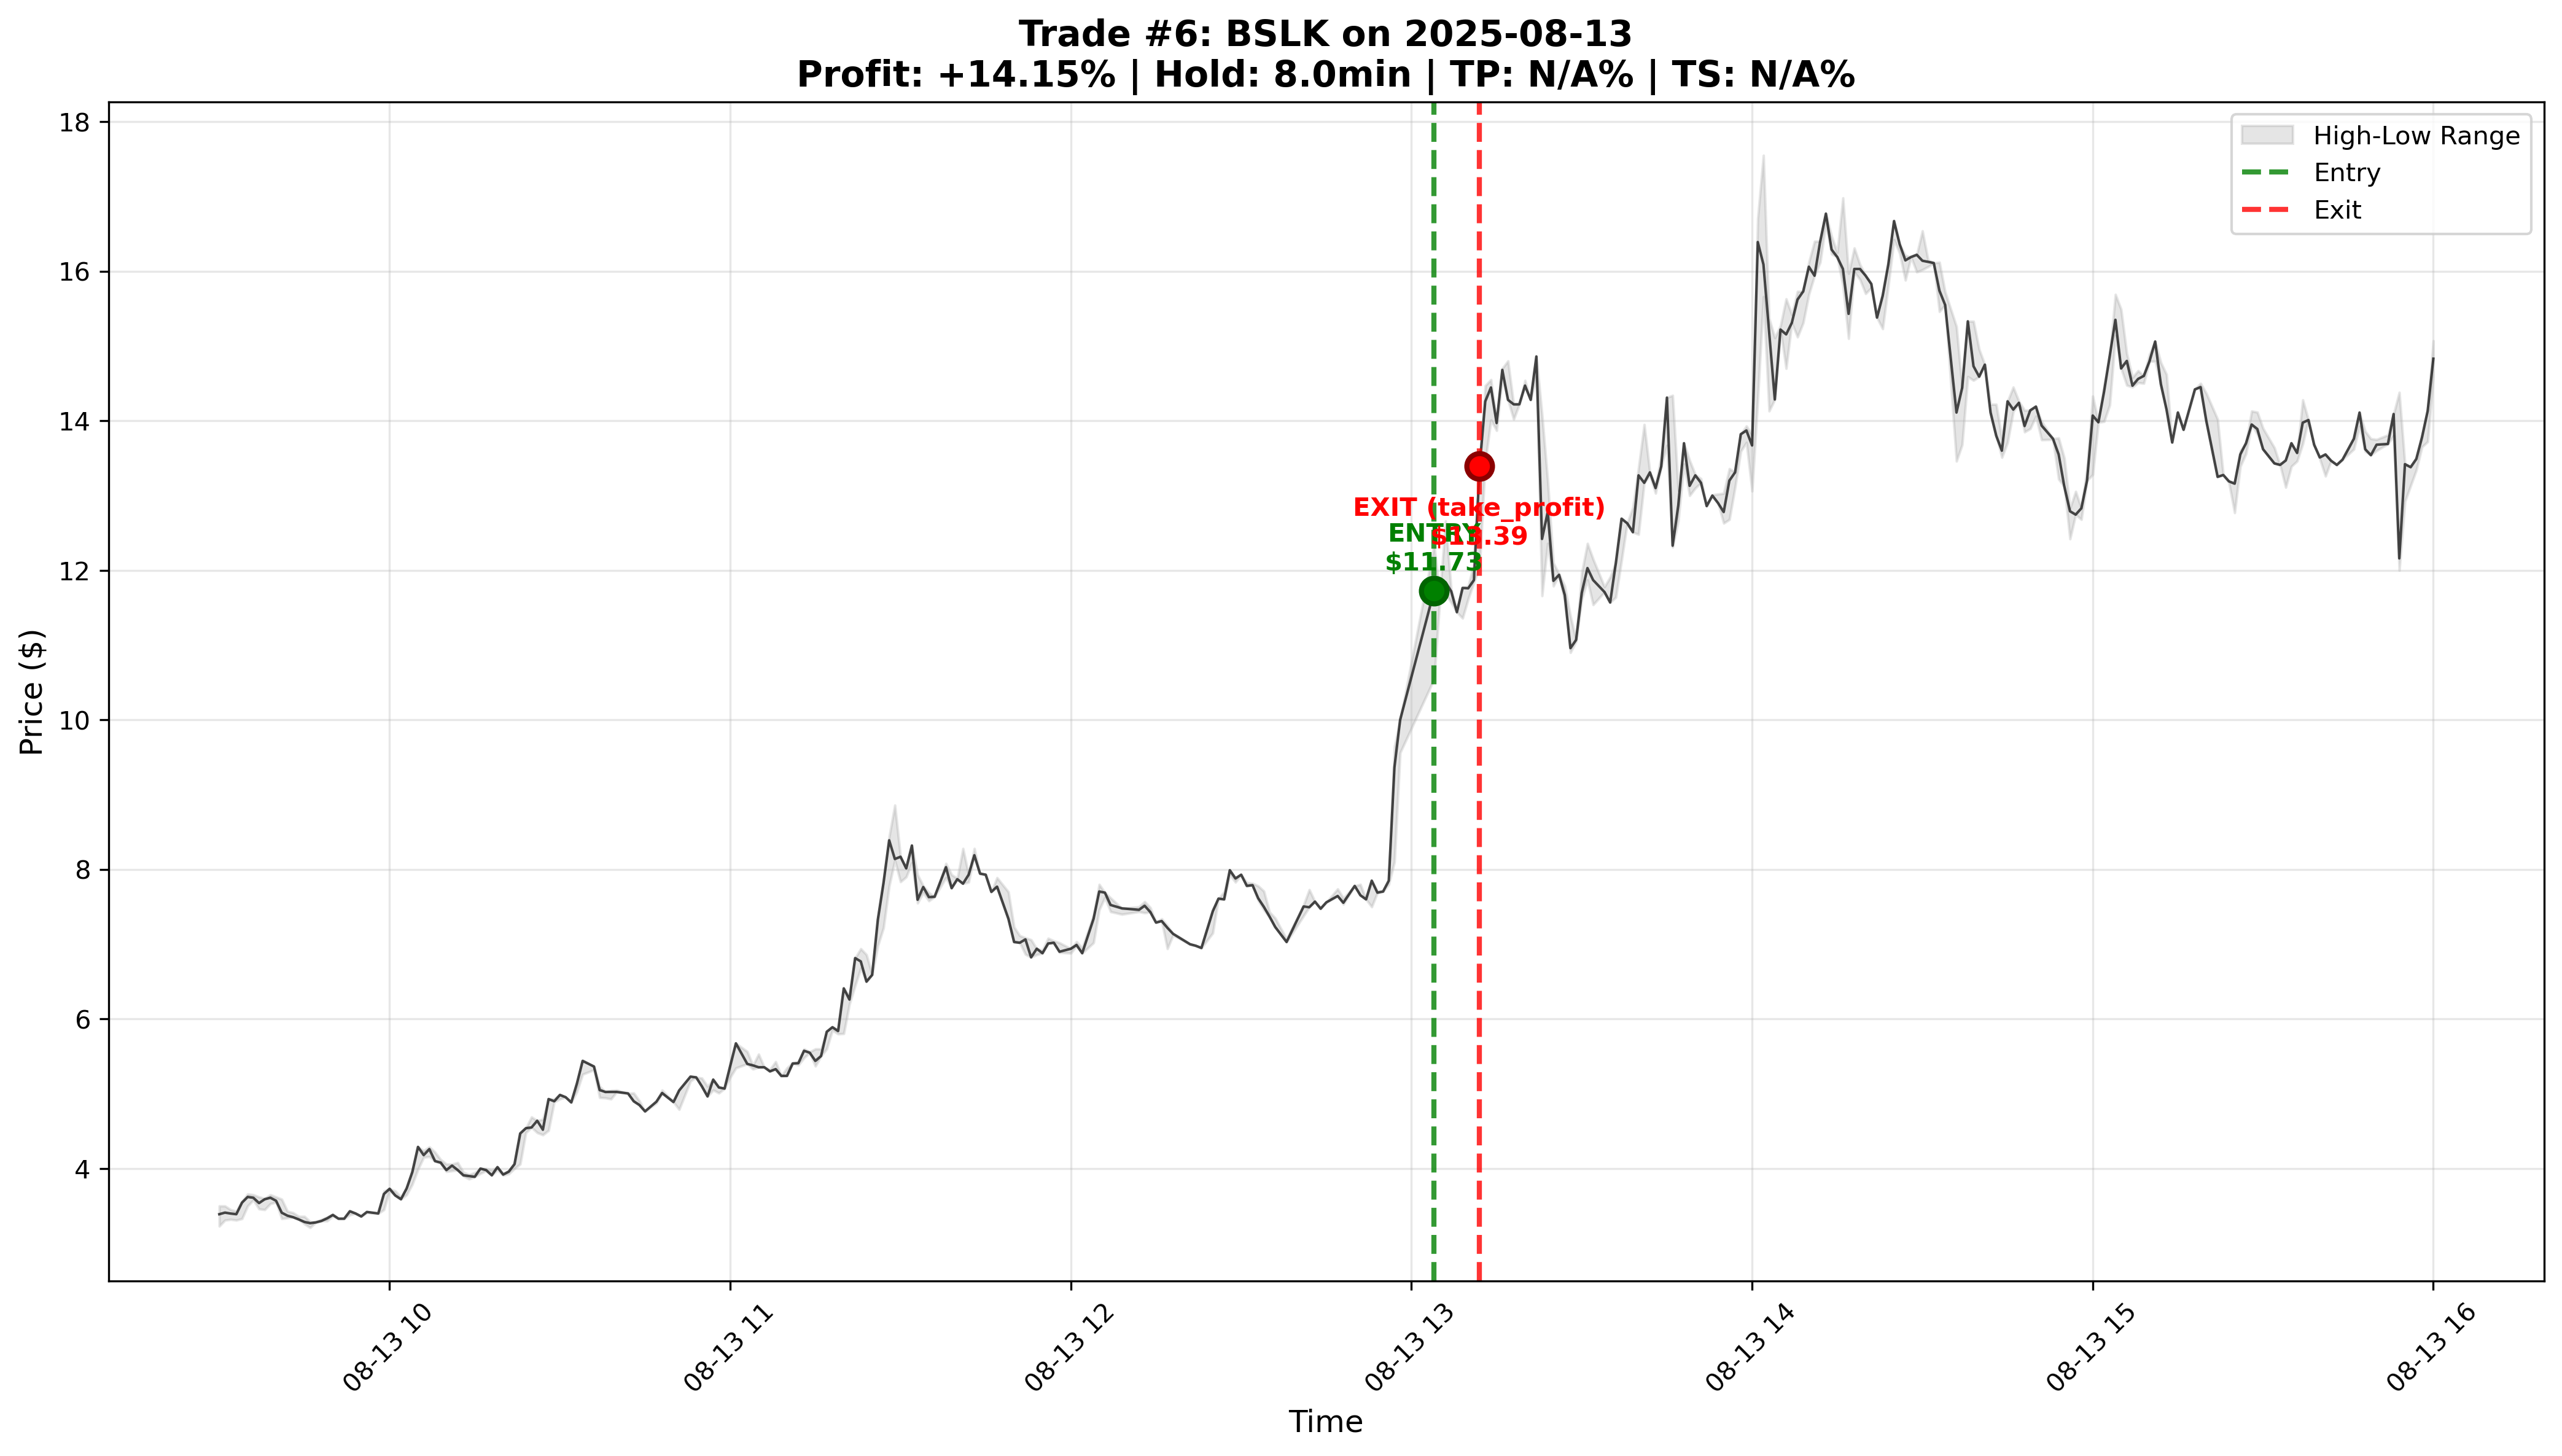 Trade #6: BSLK on 2025-08-13
Profit: +14.15% | Hold: 8.0min | TP: N/A% | TS: N/A%
High-Low Range
Entry
Exit
18
16
14
12
10
8
6
4
Price ($)
EXIT (take_profit)
$13.39
ENTRY
$11.73
08-13 10
08-13 11
08-13 12
08-13 13
08-13 14
08-13 15
08-13 16
Time